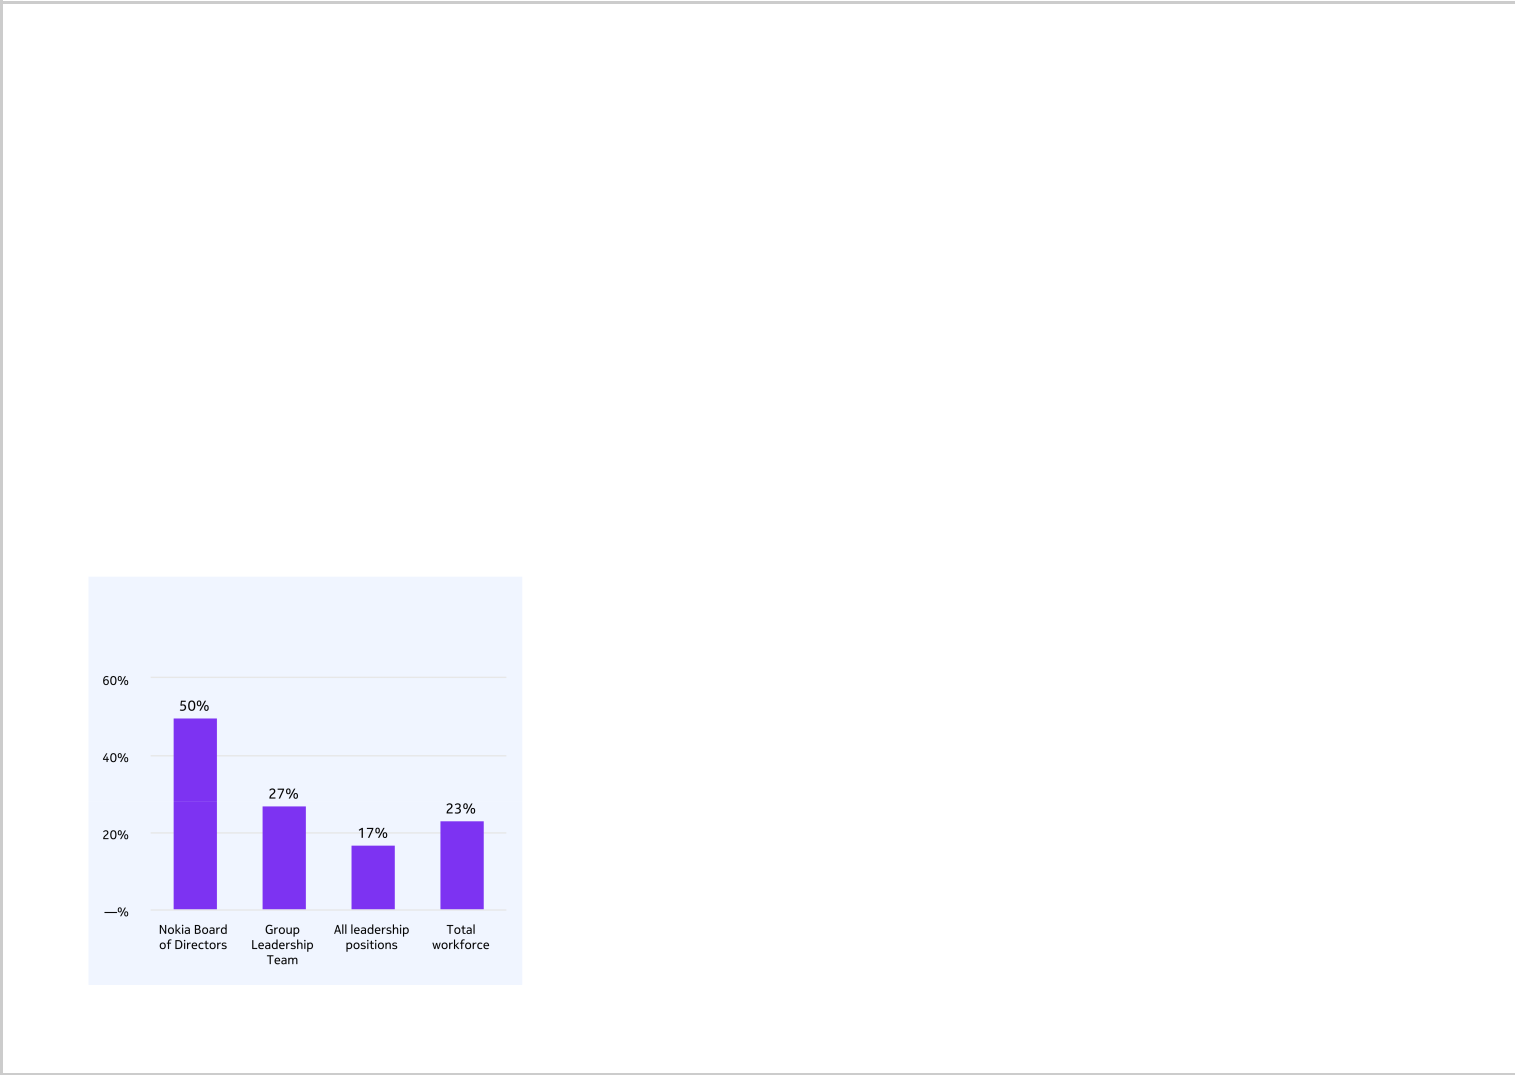 60%
50%
40%
27%
23%
20%
17%
—%
Nokia Board
of Directors
Group
Leadership
Team
All leadership
positions
Total
workforce